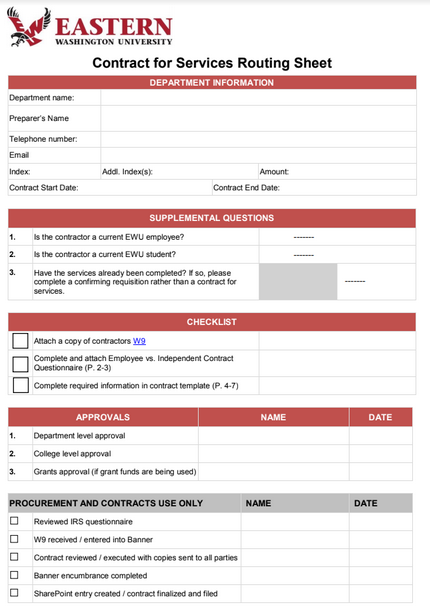 EASTERN
WASHINGTON UNIVERSITY
Contract for Services Routing Sheet
DEPARTMENT INFORMATION
Department name:
Preparer's Name
Telephone number:
Email
Index: Addl. Index(s): Amount:
Contract Start Date: Contract End Date:
SUPPLEMENTAL QUESTIONS
1. Is the contractor a current EWU employee? -------
2. Is the contractor a current EWU student? -------
3. Have the services already been completed? If so, please
complete a confirming requisition rather than a contract for
services. -------
CHECKLIST
Attach a copy of contractors W9
Complete and attach Employee vs. Independent Contract
Questionnaire (P. 2-3)
Complete required information in contract template (P. 4-7)
APPROVALS NAME DATE
1. Department level approval
2. College level approval
3. Grants approval (if grant funds are being used)
PROCUREMENT AND CONTRACTS USE ONLY NAME DATE
Reviewed IRS questionnaire
W9 received / entered into Banner
Contract reviewed / executed with copies sent to all parties
Banner encumbrance completed
SharePoint entry created / contract finalized and filed